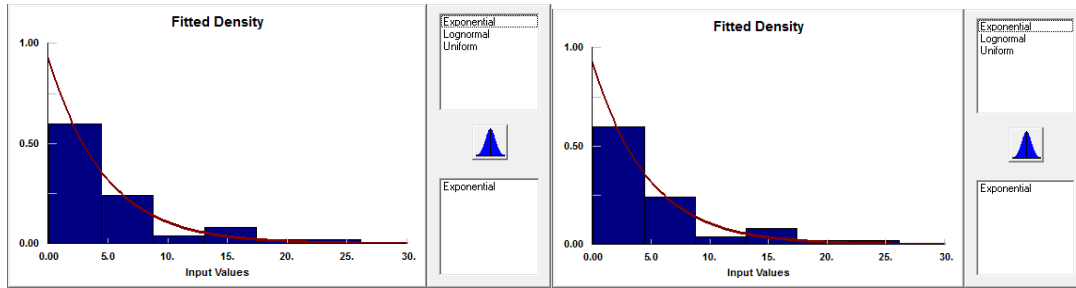 Fitted Density
1.00
0.50
0.00
0.00 5.0 10. 15. 20. 25. 30.
Input Values
Exponential
Lognormal
Uniform
Exponential
Fitted Density
1.00
0.50
0.00
0.00 5.0 10. 15. 20. 25. 30.
Input Values
Exponential
Lognormal
Uniform
Exponential